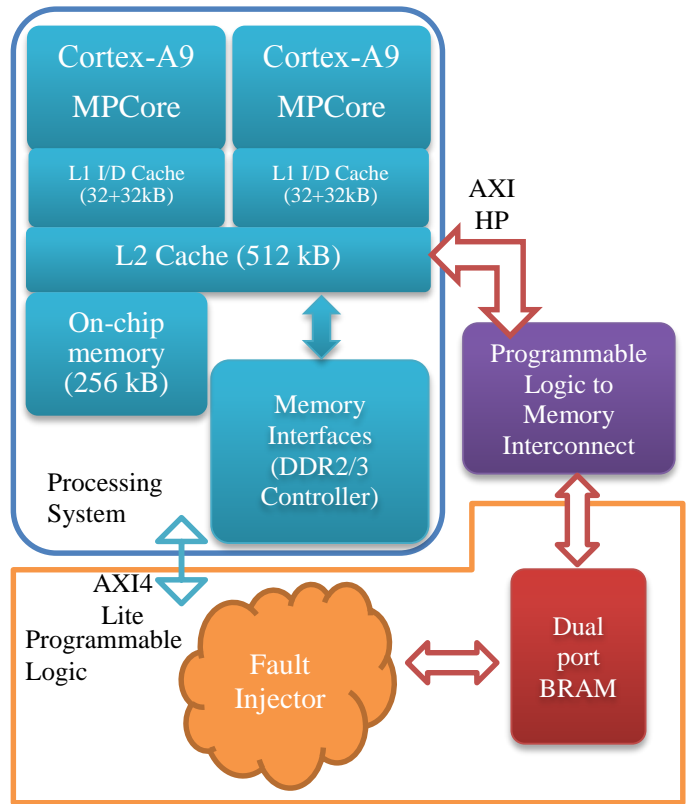 Cortex-A9
MPCore
Cortex-A9
MPCore
L1 I/D Cache
(32+32kB)
L1 I/D Cache
(32+32kB)
AXI
HP
L2 Cache (512 kB)
On-chip
memory
(256 kB)
Memory
Interfaces
(DDR2/3
Controller)
Programmable
Logic to
Memory
Interconnect
Processing
System
AXI4
Lite
Programmable
Logic
Fault
Injector
Dual
port
BRAM